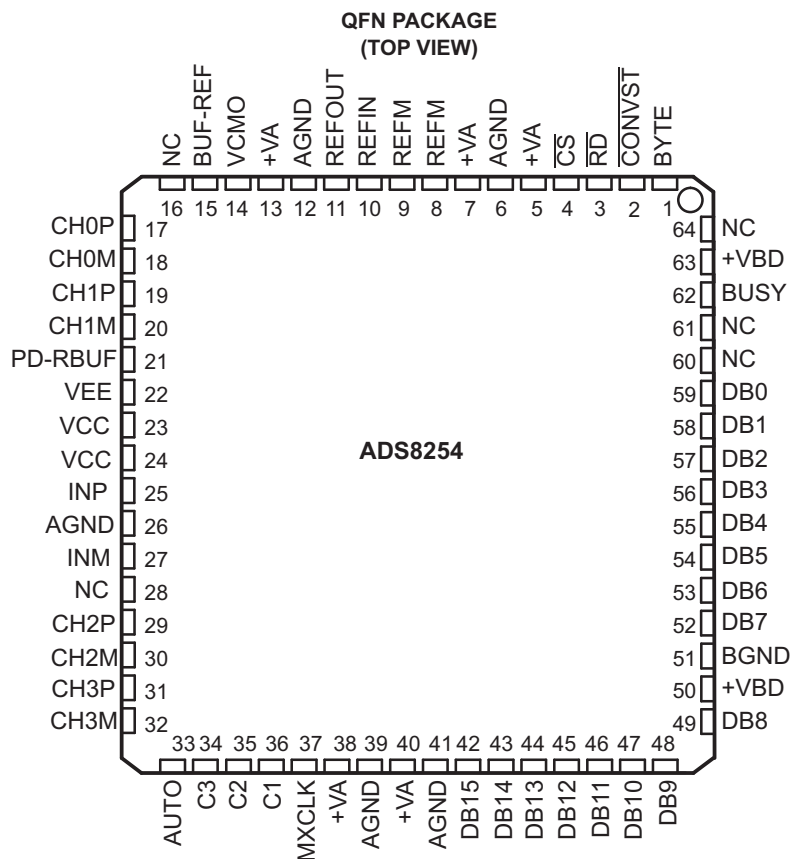 QFN PACKAGE
(TOP VIEW)
NC
BUF-REF
VCMO
+VA
AGND
REFOUT
REFIN
REFM
REFM
+VA
AGND
+VA
CS
RD
CONVST
BYTE
16 15 14 13 12 11 10 9 8 7 6 5 4 3 2 1
CH0P 17
CH0M 18
CH1P 19
CH1M 20
PD-RBUF 21
VEE 22
VCC 23
VCC 24
INP 25
AGND 26
INM 27
NC 28
CH2P 29
CH2M 30
CH3P 31
CH3M 32
ADS8254
64 NC
63 +VBD
62 BUSY
61 NC
60 NC
59 DB0
58 DB1
57 DB2
56 DB3
55 DB4
54 DB5
53 DB6
52 DB7
51 BGND
50 +VBD
49 DB8
33 34 35 36 37 38 39 40 41 42 43 44 45 46 47 48
AUTO
C3
C2
C1
MXCLK
+VA
AGND
+VA
AGND
DB15
DB14
DB13
DB12
DB11
DB10
DB9